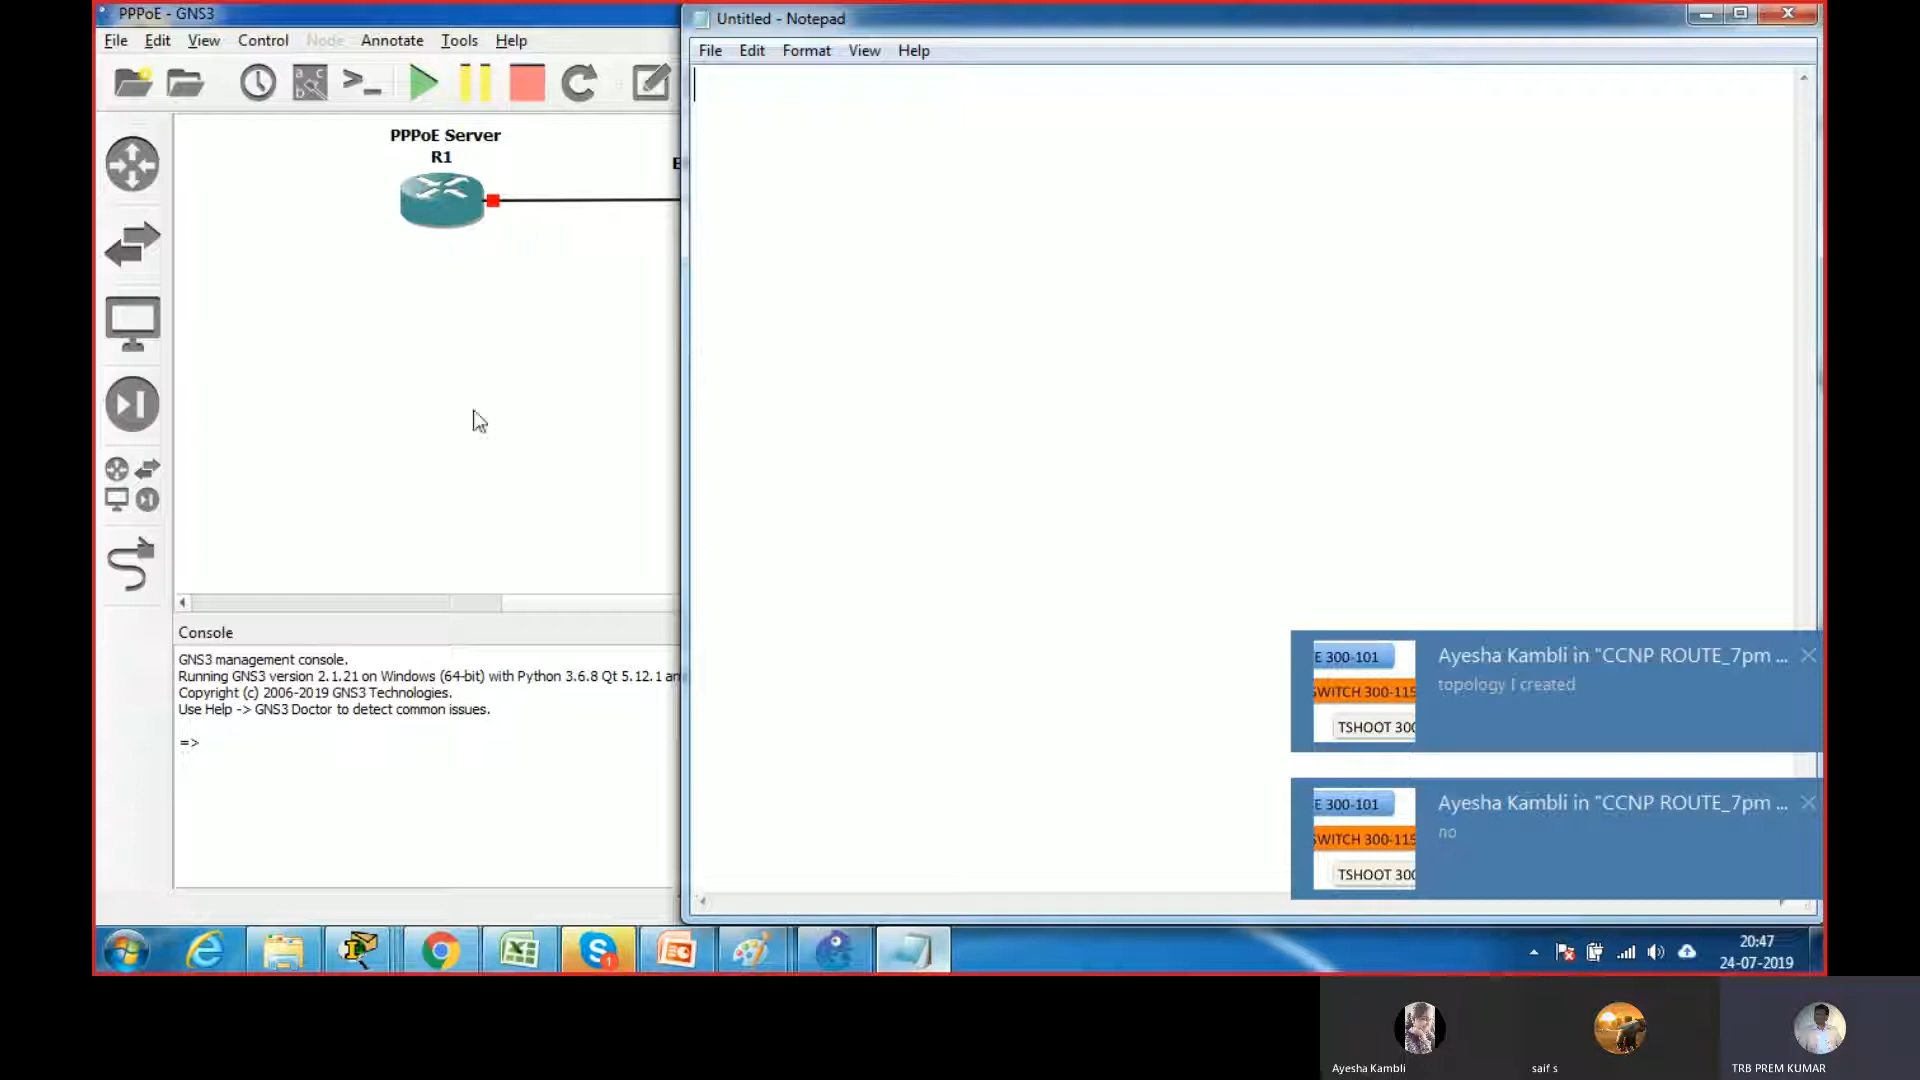 PPPoE - GNS3
File Edit View Control Node Annotate Tools Help
PPPoE Server
R1
E
Console
GNS3 management console.
Running GNS3 version 2.1.21 on Windows (64-bit) with Python 3.6.8 Qt 5.12.1 an
Copyright (c) 2006-2019 GNS3 Technologies.
Use Help -> GNS3 Doctor to detect common issues.
=>
Untitled - Notepad
File Edit Format View Help
E 300-101
SWITCH 300-115
TSHOOT 300
Ayesha Kambli in "CCNP ROUTE_7pm ...
topology I created
E 300-101
SWITCH 300-115
TSHOOT 300
Ayesha Kambli in "CCNP ROUTE_7pm ...
no
20:47
24-07-2019
Ayesha Kambli
saif s
TRB PREM KUMAR